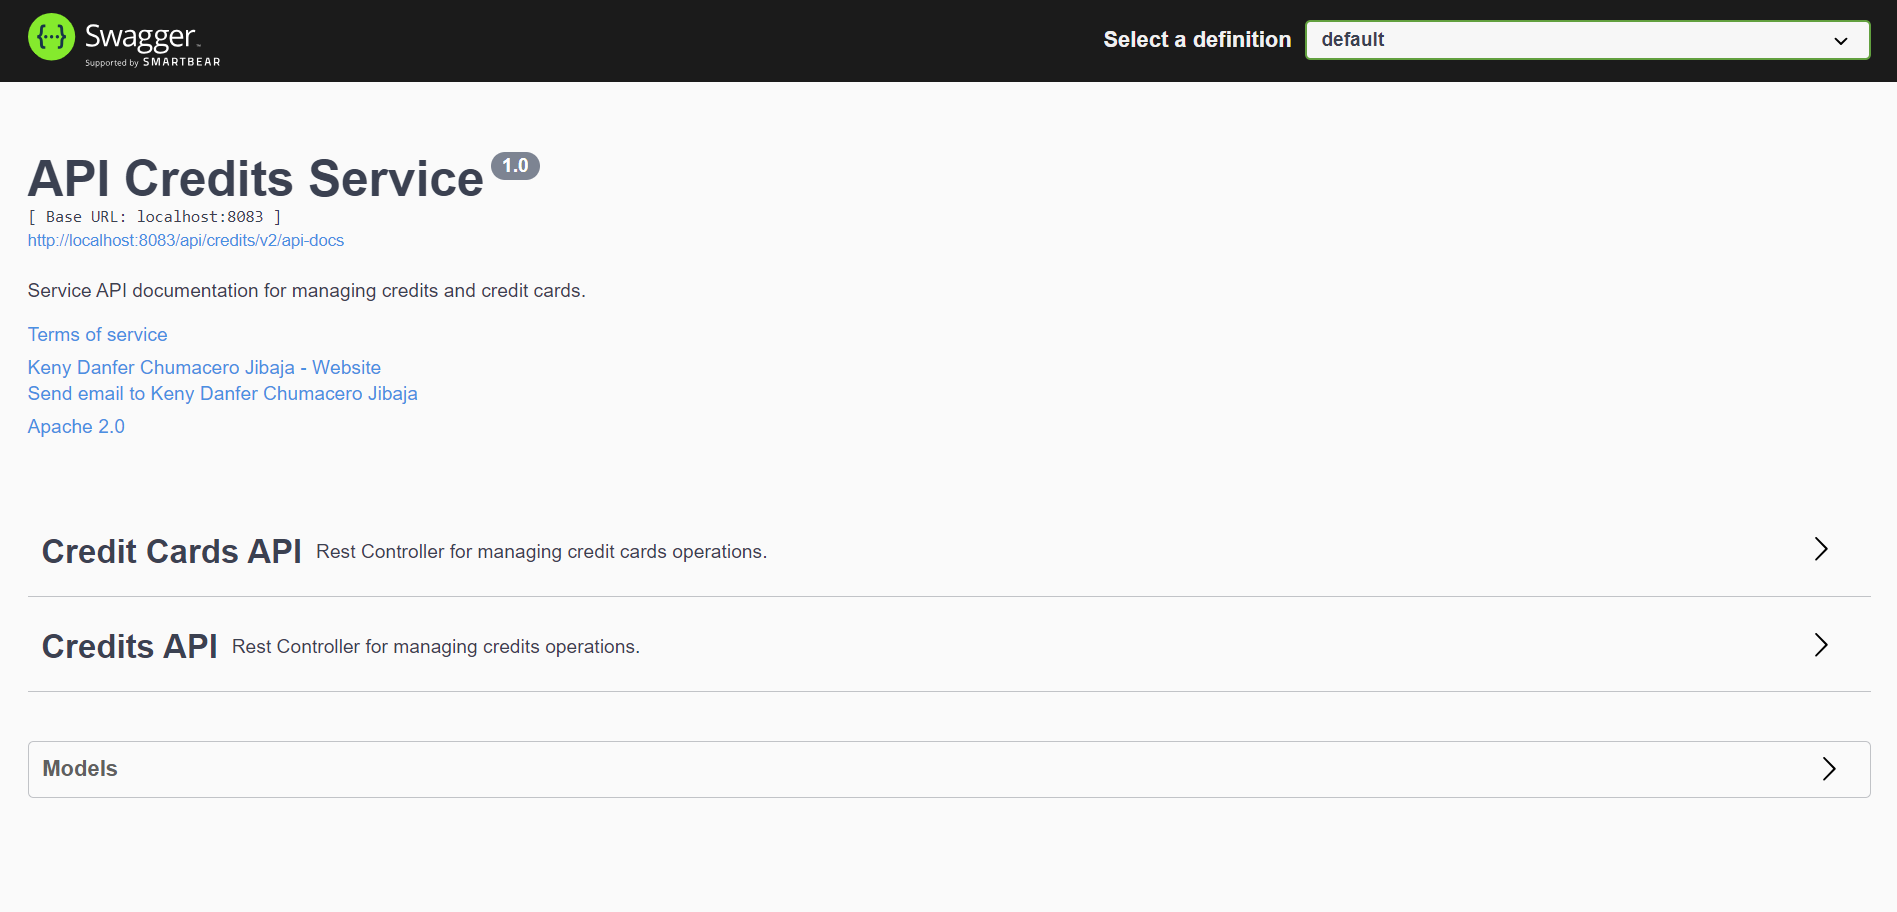 Swagger
Supported by SMARTBEAR
Select a definition
default
API Credits Service 1.0
[ Base URL: localhost:8083 ]
http://localhost:8083/api/credits/v2/api-docs
Service API documentation for managing credits and credit cards.
Terms of service
Keny Danfer Chumacero Jibaja - Website
Send email to Keny Danfer Chumacero Jibaja
Apache 2.0
Credit Cards API Rest Controller for managing credit cards operations.
Credits API Rest Controller for managing credits operations.
Models